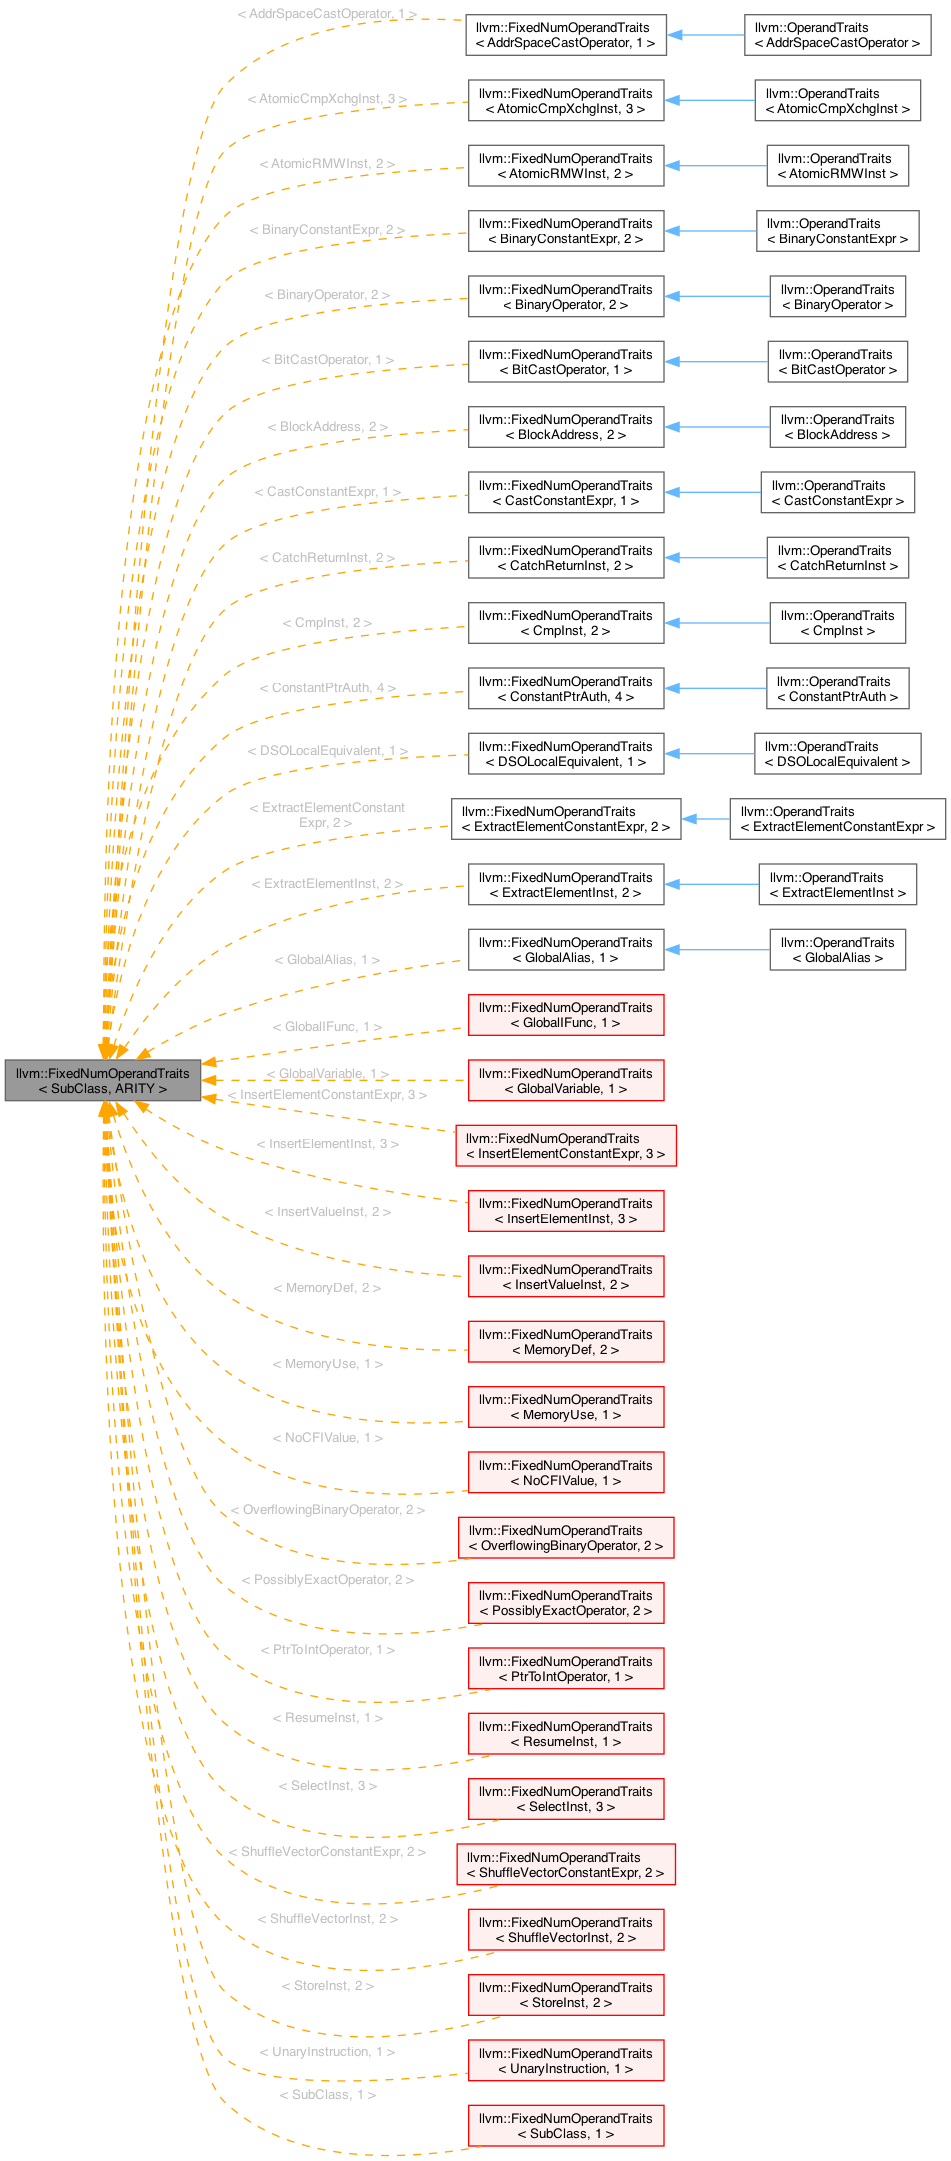 < AddrSpaceCastOperator, 1 >
llvm::FixedNumOperandTraits
< AddrSpaceCastOperator, 1 >
llvm::OperandTraits
< AddrSpaceCastOperator >
< AtomicCmpXchgInst, 3 >
llvm::FixedNumOperandTraits
< AtomicCmpXchgInst, 3 >
llvm::OperandTraits
< AtomicCmpXchgInst >
< AtomicRMWInst, 2 >
llvm::FixedNumOperandTraits
< AtomicRMWInst, 2 >
llvm::OperandTraits
< AtomicRMWInst >
< BinaryConstantExpr, 2 >
llvm::FixedNumOperandTraits
< BinaryConstantExpr, 2 >
llvm::OperandTraits
< BinaryConstantExpr >
< BinaryOperator, 2 >
llvm::FixedNumOperandTraits
< BinaryOperator, 2 >
llvm::OperandTraits
< BinaryOperator >
< BitCastOperator, 1 >
llvm::FixedNumOperandTraits
< BitCastOperator, 1 >
llvm::OperandTraits
< BitCastOperator >
< BlockAddress, 2 >
llvm::FixedNumOperandTraits
< BlockAddress, 2 >
llvm::OperandTraits
< BlockAddress >
< CastConstantExpr, 1 >
llvm::FixedNumOperandTraits
< CastConstantExpr, 1 >
llvm::OperandTraits
< CastConstantExpr >
< CatchReturnInst, 2 >
llvm::FixedNumOperandTraits
< CatchReturnInst, 2 >
llvm::OperandTraits
< CatchReturnInst >
< CmpInst, 2 >
llvm::FixedNumOperandTraits
< CmpInst, 2 >
llvm::OperandTraits
< CmpInst >
< ConstantPtrAuth, 4 >
llvm::FixedNumOperandTraits
< ConstantPtrAuth, 4 >
llvm::OperandTraits
< ConstantPtrAuth >
< DSOLocalEquivalent, 1 >
llvm::FixedNumOperandTraits
< DSOLocalEquivalent, 1 >
llvm::OperandTraits
< DSOLocalEquivalent >
< ExtractElementConstant
Expr, 2 >
llvm::FixedNumOperandTraits
< ExtractElementConstantExpr, 2 >
llvm::OperandTraits
< ExtractElementConstantExpr >
< ExtractElementInst, 2 >
llvm::FixedNumOperandTraits
< ExtractElementInst, 2 >
llvm::OperandTraits
< ExtractElementInst >
< GlobalAlias, 1 >
llvm::FixedNumOperandTraits
< GlobalAlias, 1 >
llvm::OperandTraits
< GlobalAlias >
< GlobalIFunc, 1 >
llvm::FixedNumOperandTraits
< GlobalIFunc, 1 >
llvm::FixedNumOperandTraits
< SubClass, ARITY >
< GlobalVariable, 1 >
llvm::FixedNumOperandTraits
< GlobalVariable, 1 >
< InsertElementConstantExpr, 3 >
llvm::FixedNumOperandTraits
< InsertElementConstantExpr, 3 >
< InsertElementInst, 3 >
llvm::FixedNumOperandTraits
< InsertElementInst, 3 >
< InsertValueInst, 2 >
llvm::FixedNumOperandTraits
< InsertValueInst, 2 >
< MemoryDef, 2 >
llvm::FixedNumOperandTraits
< MemoryDef, 2 >
< MemoryUse, 1 >
llvm::FixedNumOperandTraits
< MemoryUse, 1 >
< NoCFIValue, 1 >
llvm::FixedNumOperandTraits
< NoCFIValue, 1 >
< OverflowingBinaryOperator, 2 >
llvm::FixedNumOperandTraits
< OverflowingBinaryOperator, 2 >
< PossiblyExactOperator, 2 >
llvm::FixedNumOperandTraits
< PossiblyExactOperator, 2 >
< PtrToIntOperator, 1 >
llvm::FixedNumOperandTraits
< PtrToIntOperator, 1 >
< ResumeInst, 1 >
llvm::FixedNumOperandTraits
< ResumeInst, 1 >
< SelectInst, 3 >
llvm::FixedNumOperandTraits
< SelectInst, 3 >
< ShuffleVectorConstantExpr, 2 >
llvm::FixedNumOperandTraits
< ShuffleVectorConstantExpr, 2 >
< ShuffleVectorInst, 2 >
llvm::FixedNumOperandTraits
< ShuffleVectorInst, 2 >
< StoreInst, 2 >
llvm::FixedNumOperandTraits
< StoreInst, 2 >
< UnaryInstruction, 1 >
llvm::FixedNumOperandTraits
< UnaryInstruction, 1 >
< SubClass, 1 >
llvm::FixedNumOperandTraits
< SubClass, 1 >